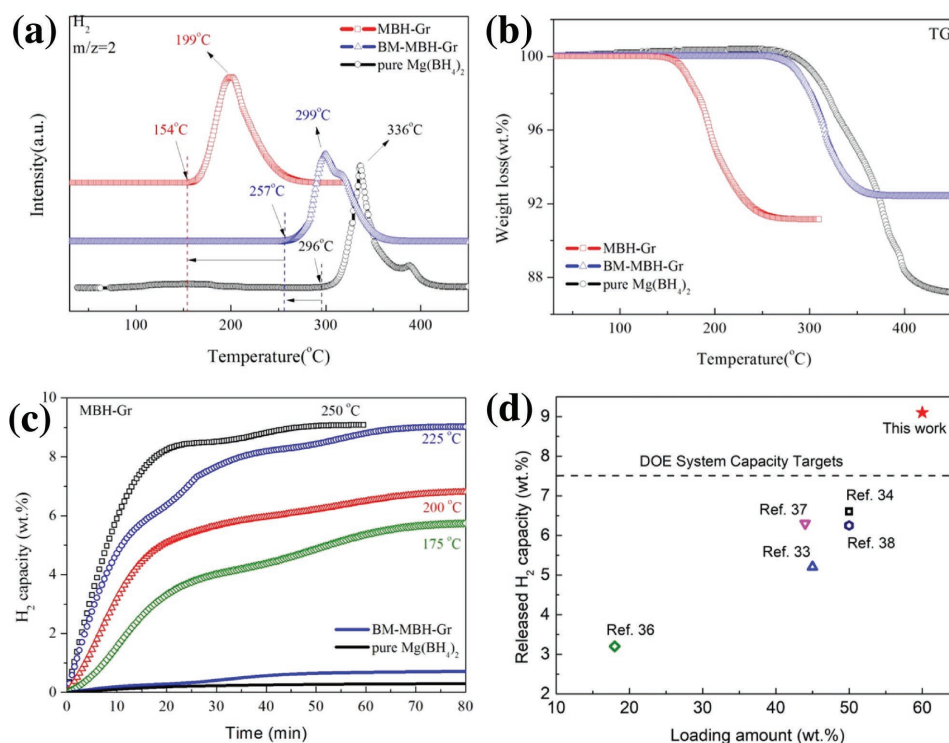 (a)
H₂
m/z=2
199°C
MBH-Gr
BM-MBH-Gr
pure Mg(BH₄)₂
154°C
299°C
336°C
257°C
296°C
Intensity(a.u.)
100 200 300 400
Temperature(°C)
(b)
TG
100
96
92
88
Weight loss(wt.%)
MBH-Gr
BM-MBH-Gr
pure Mg(BH₄)₂
100 200 300 400
Temperature(°C)
(c)
MBH-Gr
250 °C
225 °C
200 °C
175 °C
BM-MBH-Gr
pure Mg(BH₄)₂
10
8
6
4
2
0
H₂ capacity (wt.%)
0 10 20 30 40 50 60 70 80
Time (min)
(d)
This work
DOE System Capacity Targets
Ref. 37
Ref. 34
Ref. 38
Ref. 33
Ref. 36
9
8
7
6
5
4
3
2
Released H₂ capacity (wt.%)
10 20 30 40 50 60
Loading amount (wt.%)